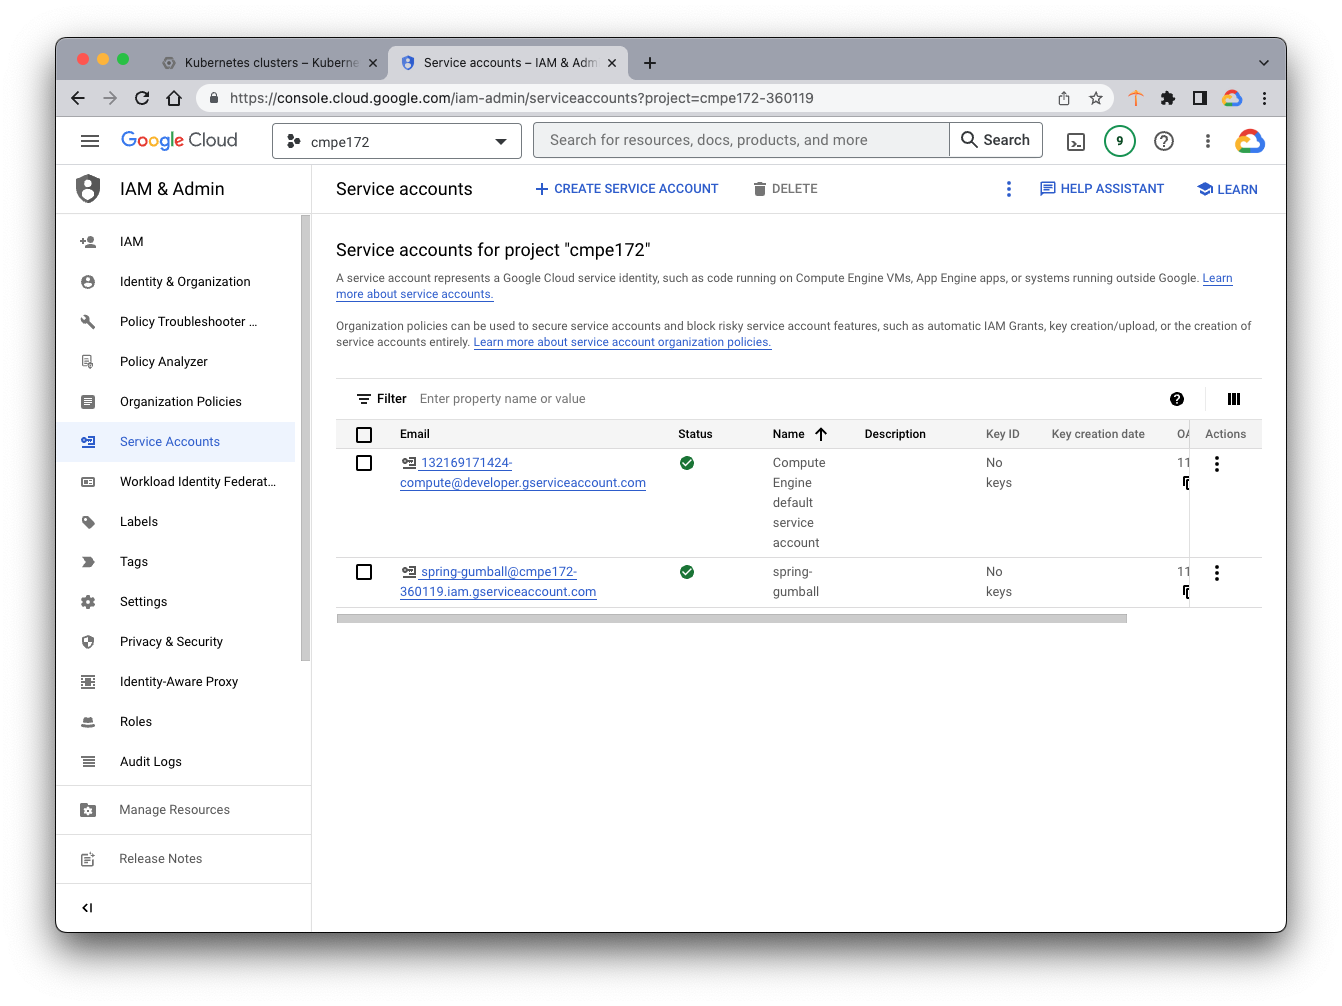 Kubernetes clusters – Kuberne
Service accounts – IAM & Adm
https://console.cloud.google.com/iam-admin/serviceaccounts?project=cmpe172-360119
Google Cloud
cmpe172
Search for resources, docs, products, and more
Search
9
IAM & Admin
Service accounts
CREATE SERVICE ACCOUNT
DELETE
HELP ASSISTANT
LEARN
IAM
Identity & Organization
Policy Troubleshooter ...
Policy Analyzer
Organization Policies
Service Accounts
Workload Identity Federat...
Labels
Tags
Settings
Privacy & Security
Identity-Aware Proxy
Roles
Audit Logs
Manage Resources
Release Notes
Service accounts for project "cmpe172"
A service account represents a Google Cloud service identity, such as code running on Compute Engine VMs, App Engine apps, or systems running outside Google. Learn
more about service accounts.
Organization policies can be used to secure service accounts and block risky service account features, such as automatic IAM Grants, key creation/upload, or the creation of
service accounts entirely. Learn more about service account organization policies.
Filter Enter property name or value
Email Status Name Description Key ID Key creation date OA Actions
132169171424-
compute@developer.gserviceaccount.com
Compute
Engine
default
service
account
No
keys
11
spring-gumball@cmpe172-
360119.iam.gserviceaccount.com
spring-
gumball
No
keys
11